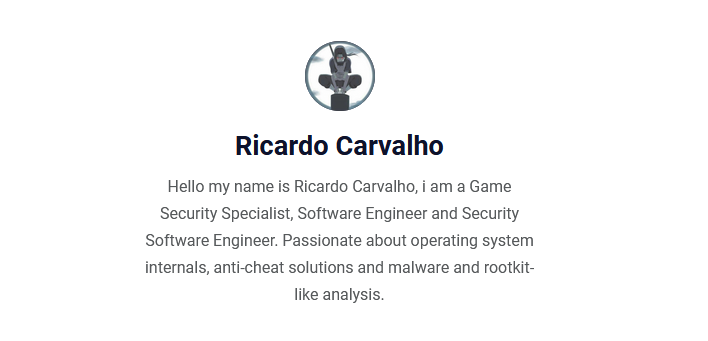 Ricardo Carvalho
Hello my name is Ricardo Carvalho, i am a Game
Security Specialist, Software Engineer and Security
Software Engineer. Passionate about operating system
internals, anti-cheat solutions and malware and rootkit-
like analysis.